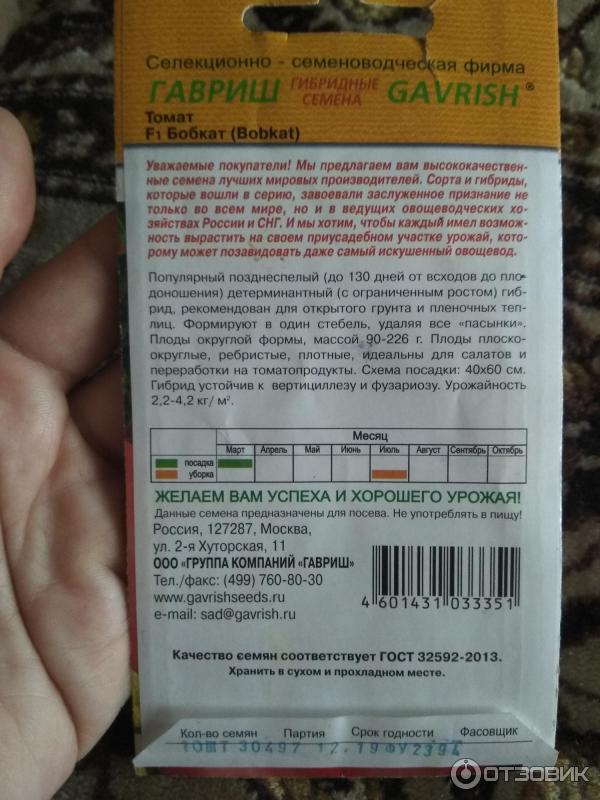 Селекционно - семеноводческая фирма
ГАВРИШ ГИБРИДНЫЕ СЕМЕНА GAVRISH®
Томат
F1 Бобкат (Bobkat)
Уважаемые покупатели! Мы предлагаем вам высококачествен-
ные семена лучших мировых производителей. Сорта и гибриды,
которые вошли в серию, завоевали заслуженное признание не
только во всем мире, но и в ведущих овощеводческих хо-
зяйствах России и СНГ. И мы хотим, чтобы каждый имел возмож-
ность вырастить на своем приусадебном участке урожай, кото-
рому может позавидовать даже самый искушенный овощевод.
Популярный позднеспелый (до 130 дней от всходов до пло-
доношения) детерминантный (с ограниченным ростом) гиб-
рид, рекомендован для открытого грунта и пленочных теп-
лиц. Формируют в один стебель, удаляя все «пасынки».
Плоды округлой формы, массой 90-226 г. Плоды плоско-
округлые, ребристые, плотные, идеальны для салатов и
переработки на томатопродукты. Схема посадки: 40х60 см.
Гибрид устойчив к вертициллезу и фузариозу. Урожайность
2,2-4,2 кг/ м².
Месяц
Март Апрель Май Июнь Июль Август Сентябрь Октябрь
посадка
уборка
ЖЕЛАЕМ ВАМ УСПЕХА И ХОРОШЕГО УРОЖАЯ!
Данные семена предназначены для посева. Не употреблять в пищу!
Россия, 127287, Москва,
ул. 2-я Хуторская, 11
ООО «ГРУППА КОМПАНИЙ «ГАВРИШ»
Тел./факс: (499) 760-80-30
www.gavrishseeds.ru
e-mail: sad@gavrish.ru
4 601431 033351
Качество семян соответствует ГОСТ 32592-2013.
Хранить в сухом и прохладном месте.
Кол-во семян Партия Срок годности Фасовщик
10ШТ 30497 12.19 ФУ2394
ОТЗОВИК